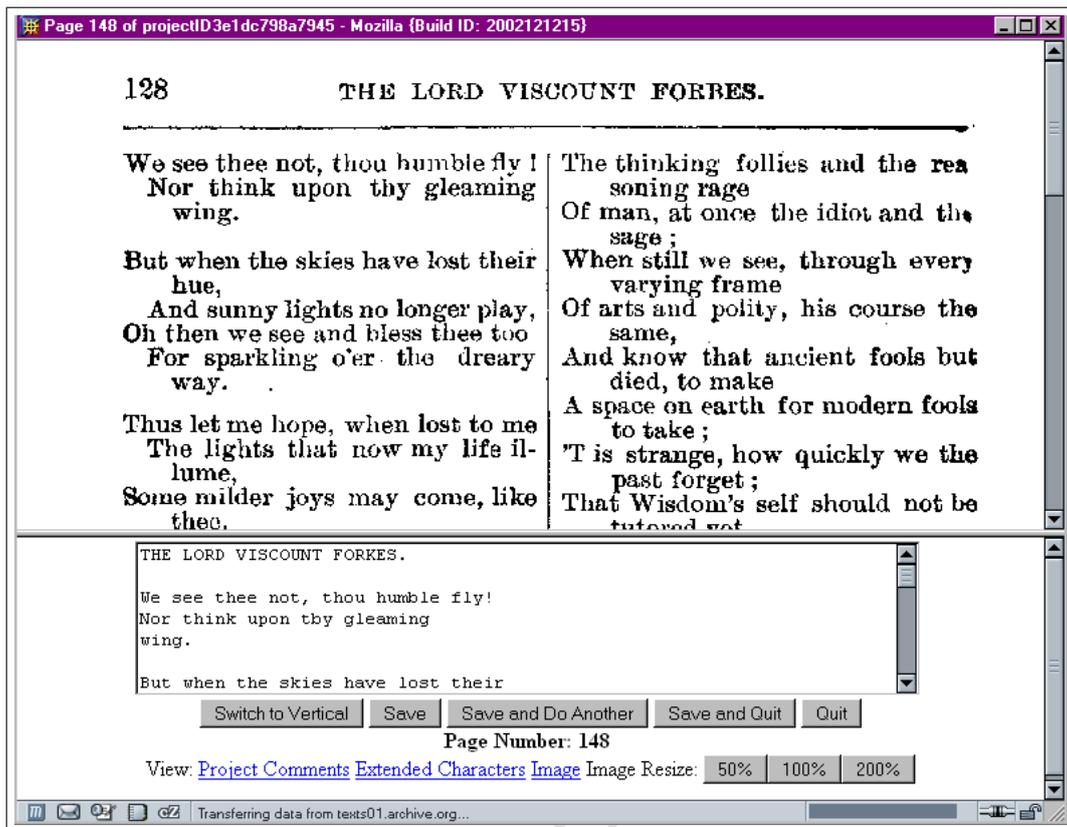 Page 148 of projectID3e1dc798a7945 - Mozilla {Build ID: 2002121215}
128 THE LORD VISCOUNT FORBES.
We see thee not, thou humble fly !
Nor think upon thy gleaming
wing.
But when the skies have lost their
hue,
And sunny lights no longer play,
Oh then we see and bless thee too
For sparkling o'er the dreary
way.
Thus let me hope, when lost to me
The lights that now my life il-
lume,
Some milder joys may come, like
thee,
The thinking follies and the rea
soning rage
Of man, at once the idiot and the
sage ;
When still we see, through every
varying frame
Of arts and polity, his course the
same,
And know that ancient fools but
died, to make
A space on earth for modern fools
to take ;
'T is strange, how quickly we the
past forget ;
That Wisdom's self should not be
tutored yet
THE LORD VISCOUNT FORKES.
We see thee not, thou humble fly!
Nor think upon tby gleaming
wing.
But when the skies have lost their
Switch to Vertical Save Save and Do Another Save and Quit Quit
Page Number: 148
View: Project Comments Extended Characters Image Image Resize: 50% 100% 200%
Transferring data from texts01.archive.org...